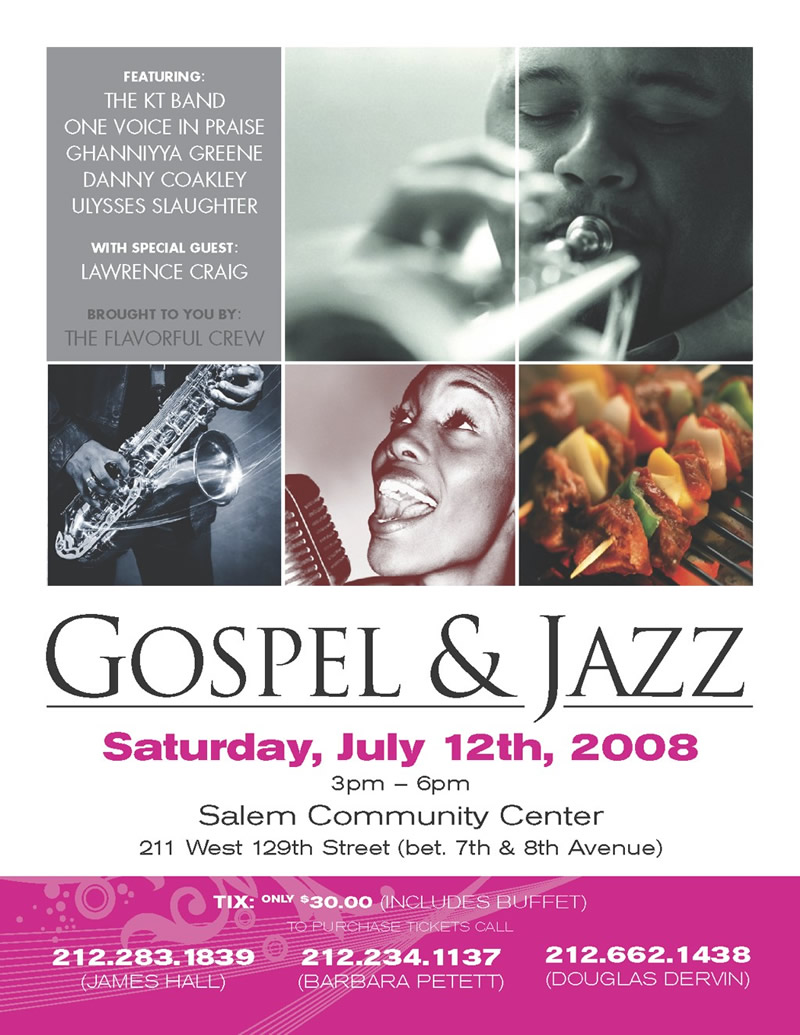 FEATURING:
THE KT BAND
ONE VOICE IN PRAISE
GHANNIYYA GREENE
DANNY COAKLEY
ULYSSES SLAUGHTER
WITH SPECIAL GUEST:
LAWRENCE CRAIG
BROUGHT TO YOU BY:
THE FLAVORFUL CREW
GOSPEL & JAZZ
Saturday, July 12th, 2008
3pm – 6pm
Salem Community Center
211 West 129th Street (bet. 7th & 8th Avenue)
TIX: ONLY $30.00 (INCLUDES BUFFET)
TO PURCHASE TICKETS CALL
212.283.1839 212.234.1137 212.662.1438
(JAMES HALL) (BARBARA PETETT) (DOUGLAS DERVIN)